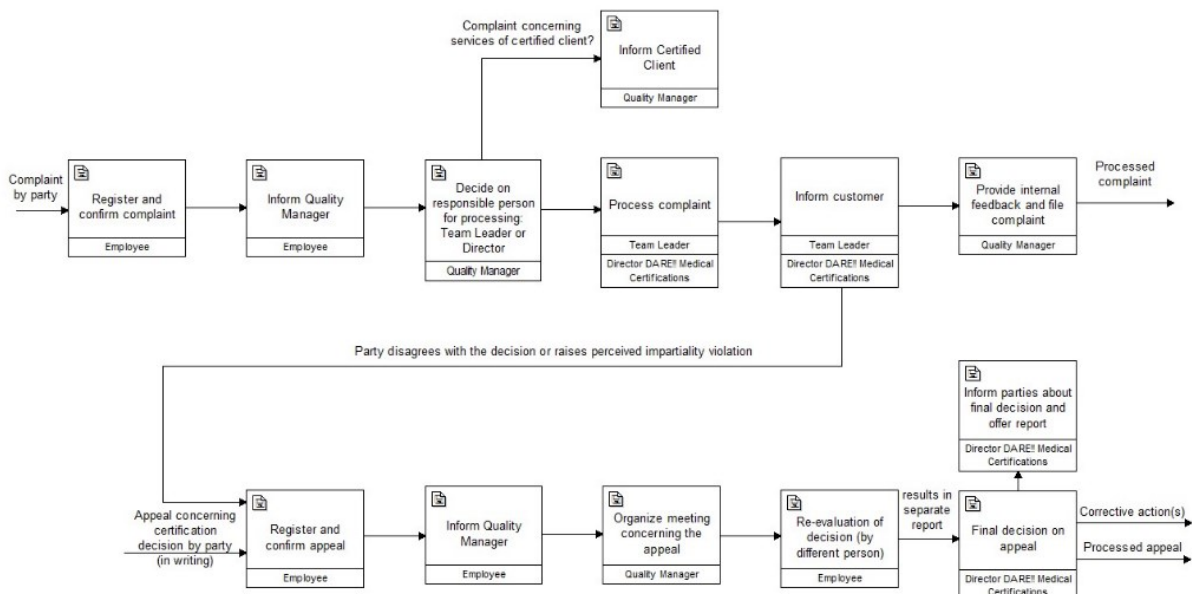 Complaint concerning
services of certified client?
Inform Certified
Client
Quality Manager
Complaint
by party
Register and
confirm complaint
Employee
Inform Quality
Manager
Employee
Decide on
responsible person
for processing:
Team Leader or
Director
Quality Manager
Process complaint
Team Leader
Director DARE!! Medical
Certifications
Inform customer
Team Leader
Director DARE!! Medical
Certifications
Provide internal
feedback and file
complaint
Quality Manager
Processed
complaint
Party disagrees with the decision or raises perceived impartiality violation
Inform parties about
final decision and
offer report
Director DARE!! Medical
Certifications
Appeal concerning
certification
decision by party
(in writing)
Register and
confirm appeal
Employee
Inform Quality
Manager
Employee
Organize meeting
concerning the
appeal
Quality Manager
Re-evaluation of
decision (by
different person)
Employee
results in
separate
report
Final decision on
appeal
Director DARE!! Medical
Certifications
Corrective action(s)
Processed appeal